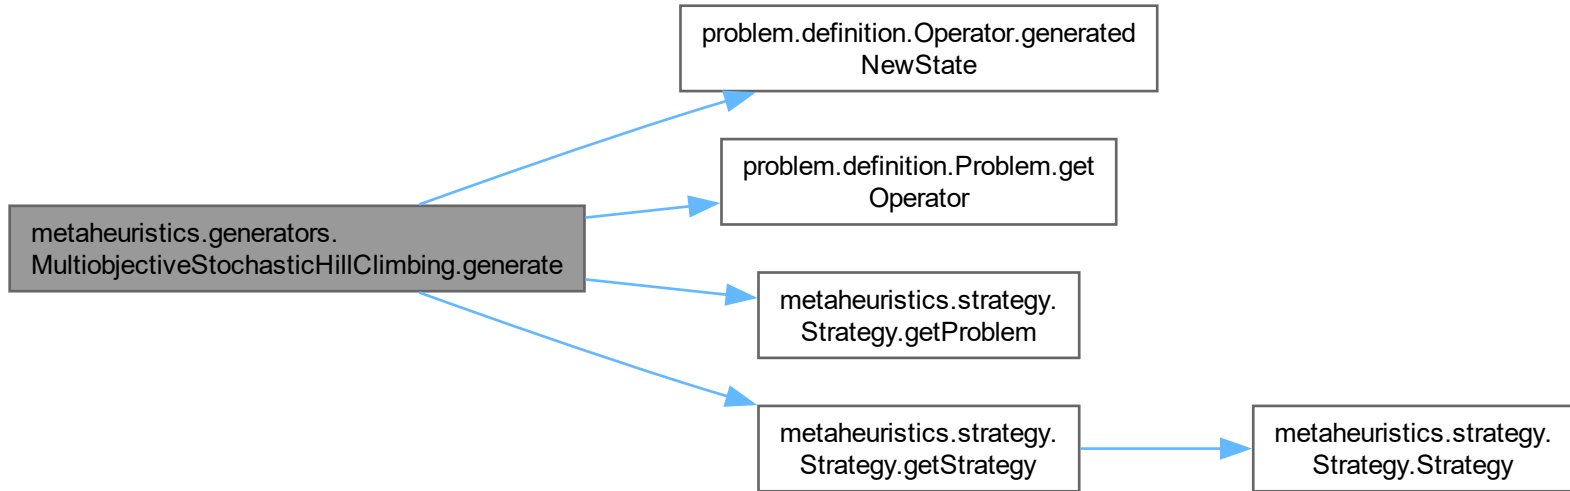 problem.definition.Operator.generated
NewState
problem.definition.Problem.get
Operator
metaheuristics.generators.
MultiobjectiveStochasticHillClimbing.generate
metaheuristics.strategy.
Strategy.getProblem
metaheuristics.strategy.
Strategy.getStrategy
metaheuristics.strategy.
Strategy.Strategy